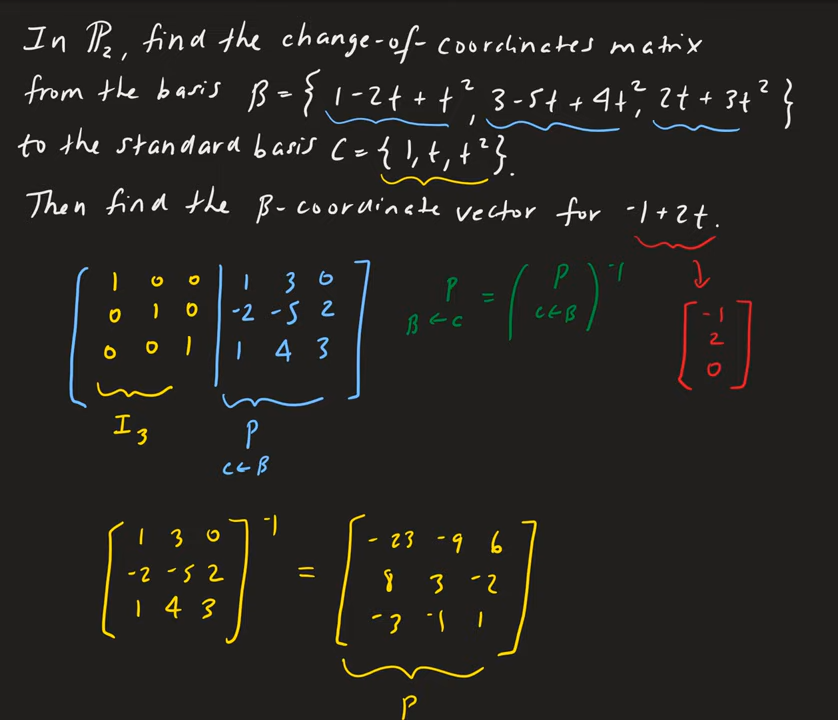 In ℙ₂, find the change-of-coordinates matrix
from the basis β = { 1-2t+t², 3-5t+4t², 2t+3t² }
to the standard basis C = { 1, t, t² }.
Then find the β-coordinate vector for -1+2t.
[ 1 0 0 | 1 3 0 ]
[ 0 1 0 | -2 -5 2 ]
[ 0 0 1 | 1 4 3 ]
I₃
P
C←β
P = ( P )⁻¹
β←C C←β
[ -1 ]
[ 2 ]
[ 0 ]
[ 1 3 0 ]⁻¹ [ -23 -9 6 ]
[ -2 -5 2 ] = [ 8 3 -2 ]
[ 1 4 3 ] [ -3 -1 1 ]
P